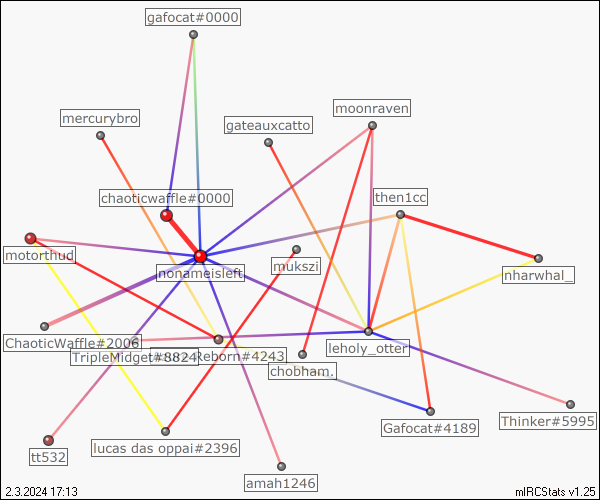 gafocat#0000
moonraven
mercurybro
gateauxcatto
chaoticwaffle#0000
then1cc
motorthud
nonameisleft
mukszi
nharwhal_
ChaoticWaffle#2006
TripleMidget#8824
Reborn#4243
leholy_otter
chobham.
Gafocat#4189
Thinker#5995
lucas das oppai#2396
tt532
amah1246
2.3.2024 17:13
mIRCStats v1.25